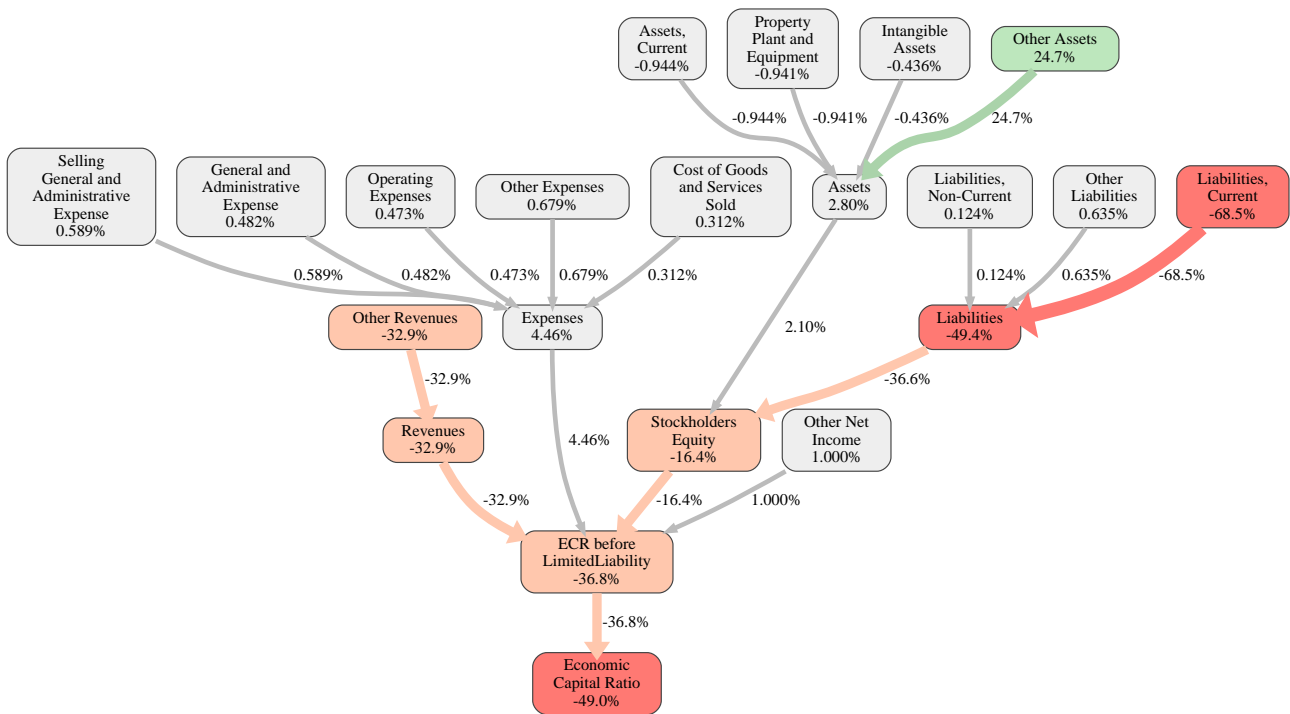 Assets,
Current
-0.944%
Property
Plant and
Equipment
-0.941%
Intangible
Assets
-0.436%
Other Assets
24.7%
-0.944%
-0.941%
-0.436%
24.7%
Selling
General and
Administrative
Expense
0.589%
General and
Administrative
Expense
0.482%
Operating
Expenses
0.473%
Other Expenses
0.679%
Cost of Goods
and Services
Sold
0.312%
Assets
2.80%
Liabilities,
Non-Current
0.124%
Other
Liabilities
0.635%
Liabilities,
Current
-68.5%
0.589%
0.482%
0.473%
0.679%
0.312%
0.124%
0.635%
-68.5%
Other Revenues
-32.9%
Expenses
4.46%
2.10%
Liabilities
-49.4%
-32.9%
-36.6%
Revenues
-32.9%
4.46%
Stockholders
Equity
-16.4%
Other Net
Income
1.000%
-32.9%
-16.4%
1.000%
ECR before
LimitedLiability
-36.8%
-36.8%
Economic
Capital Ratio
-49.0%